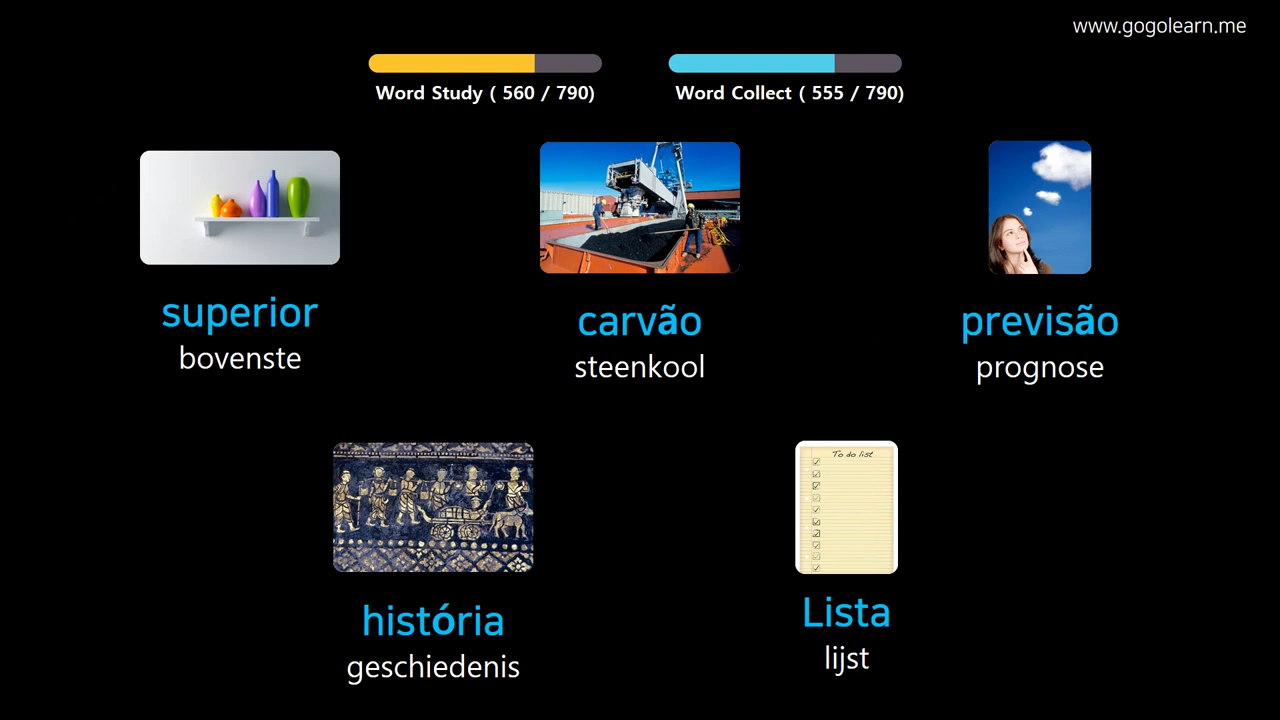 www.gogolearn.me
Word Study ( 560 / 790)
Word Collect ( 555 / 790)
superior
bovenste
carvão
steenkool
previsão
prognose
To do list
história
geschiedenis
Lista
lijst